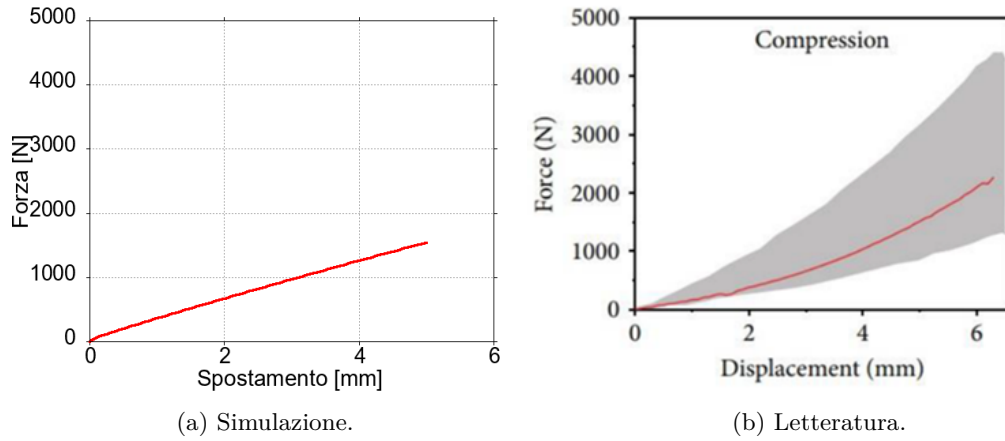 5000
4000
3000
2000
1000
0
Forza [N]
0 2 4 6
Spostamento [mm]
(a) Simulazione.
Compression
5000
4000
3000
2000
1000
0
Force (N)
0 2 4 6
Displacement (mm)
(b) Letteratura.